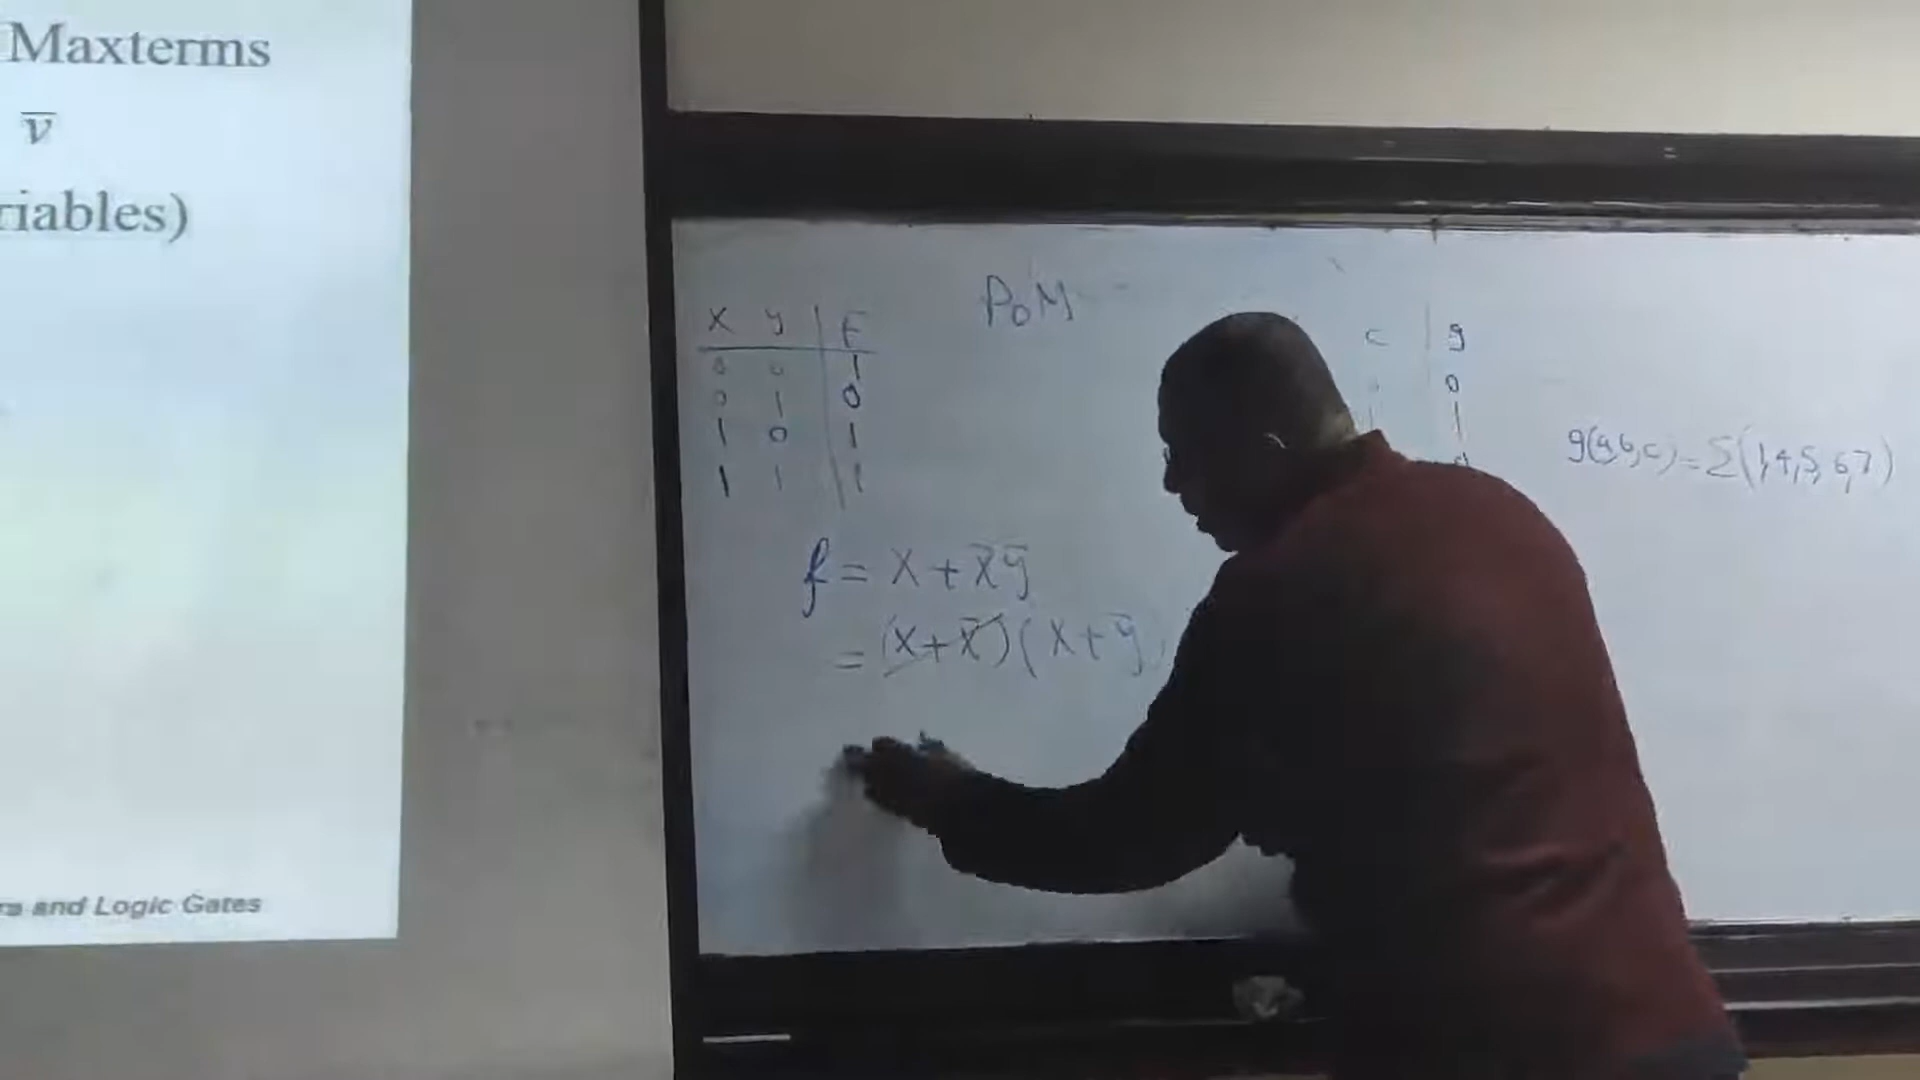 Maxterms
v̅
riables)
rs and Logic Gates
POM
x y F
0 0 1
0 1 0
1 0 1
1 1 1
f = x + x̅y̅
= (x + x̅)(x + y̅
c g
0
1
g(a,b,c) = Σ(1,4,5,6,7)